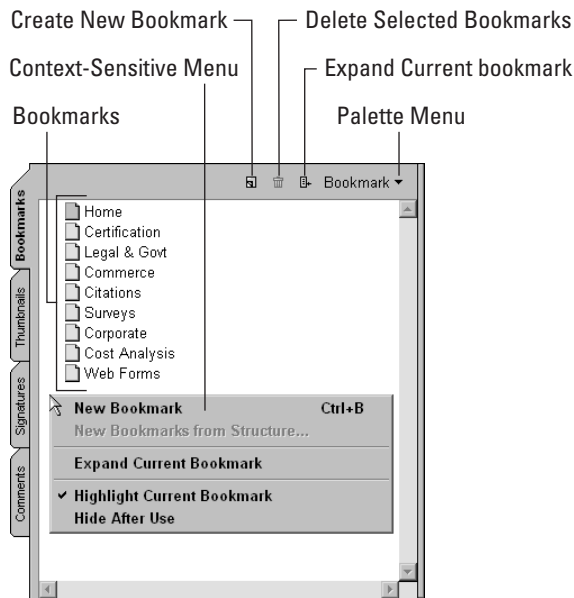 Create New Bookmark
Delete Selected Bookmarks
Context-Sensitive Menu
Expand Current bookmark
Bookmarks
Palette Menu
Bookmark
Bookmarks
Thumbnails
Signatures
Comments
Home
Certification
Legal & Govt
Commerce
Citations
Surveys
Corporate
Cost Analysis
Web Forms
New Bookmark Ctrl+B
New Bookmarks from Structure...
Expand Current Bookmark
Highlight Current Bookmark
Hide After Use